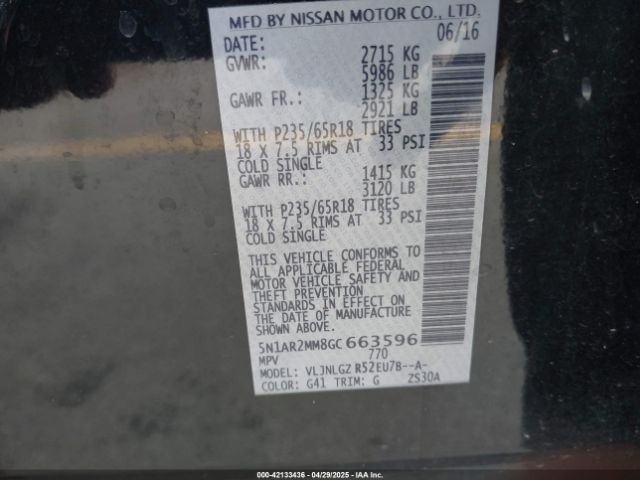 MFD BY NISSAN MOTOR CO., LTD.
DATE: 06/16
GVWR: 2715 KG
5986 LB
GAWR FR.: 1325 KG
2921 LB
WITH P235/65R18 TIRES
18 X 7.5 RIMS AT 33 PSI
COLD SINGLE
GAWR RR.: 1415 KG
3120 LB
WITH P235/65R18 TIRES
18 X 7.5 RIMS AT 33 PSI
COLD SINGLE
THIS VEHICLE CONFORMS TO
ALL APPLICABLE FEDERAL
MOTOR VEHICLE SAFETY AND
THEFT PREVENTION
STANDARDS IN EFFECT ON
THE DATE OF MANUFACTURE
SHOWN ABOVE.
5N1AR2MM8GC663596
MPV 770
MODEL: VLJNLGZ R52EU7B--A-
COLOR: G41 TRIM: G ZS30A
000-42133436 - 04/29/2025 - IAA Inc.